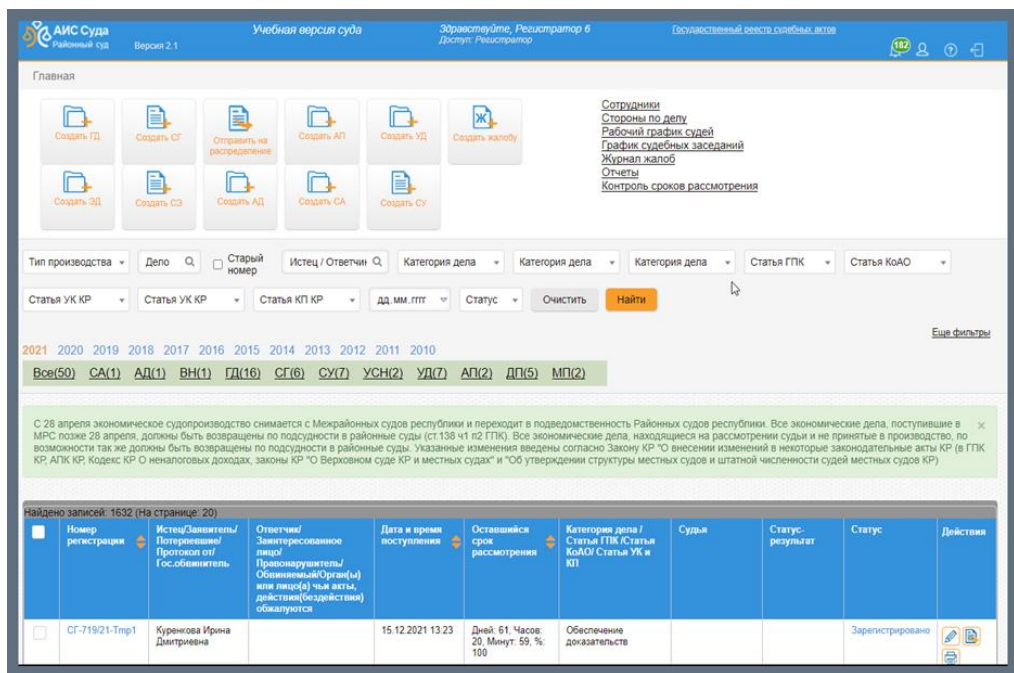 АИС Суда
Районный суд
Версия 2.1
Учебная версия суда
Здравствуйте, Регистратор 6
Доступ: Регистратор
Государственный реестр судебных актов
182
Главная
Создать ГД
Создать СГ
Отправить на
распределение
Создать АП
Создать УД
Создать жалобу
Создать ЭД
Создать СЭ
Создать АД
Создать СА
Создать СУ
Сотрудники
Стороны по делу
Рабочий график судей
График судебных заседаний
Журнал жалоб
Отчеты
Контроль сроков рассмотрения
Тип производства
Дело
Старый
номер
Истец / Ответчик
Категория дела
Категория дела
Категория дела
Статья ГПК
Статья КоАО
Статья УК КР
Статья УК КР
Статья КП КР
дд.мм.гггг
Статус
Очистить
Найти
Еще фильтры
2021 2020 2019 2018 2017 2016 2015 2014 2013 2012 2011 2010
Все(50) СА(1) АД(1) ВН(1) ГД(16) СГ(6) СУ(7) УСН(2) УД(7) АП(2) ДП(5) МП(2)
С 28 апреля экономическое судопроизводство снимается с Межрайонных судов республики и переходит в подведомственность Районных судов республики. Все экономические дела, поступившие в
МРС позже 28 апреля, должны быть возвращены по подсудности в районные суды (ст.138 ч1 п2 ГПК). Все экономические дела, находящиеся на рассмотрении судьи и не принятые в производство, по
возможности так же должны быть возвращены по подсудности в районные суды. Указанные изменения введены согласно Закону КР "О внесении изменений в некоторые законодательные акты КР (в ГПК
КР, АПК КР, Кодекс КР О неналоговых доходах, законы КР "О Верховном суде КР и местных судах" и "Об утверждении структуры местных судов и штатной численности судей местных судов КР)
Найдено записей: 1632 (На странице: 20)
Номер
регистрации
Истец/Заявитель/
Потерпевшие/
Протокол от/
Гос.обвинитель
Ответчик/
Заинтересованное
лицо/
Правонарушитель/
Обвиняемый/Орган(ы)
или лицо(а) чьи акты,
действия(бездействия)
обжалуются
Дата и время
поступления
Оставшийся
срок
рассмотрения
Категория дела /
Статья ГПК /Статья
КоАО/ Статья УК и
КП
Судья
Статус-
результат
Статус
Действия
СГ-719/21-Tmp1
Куренкова Ирина
Дмитриевна
15.12.2021 13:23
Дней: 61, Часов:
20, Минут: 59, %:
100
Обеспечение
доказательств
Зарегистрировано